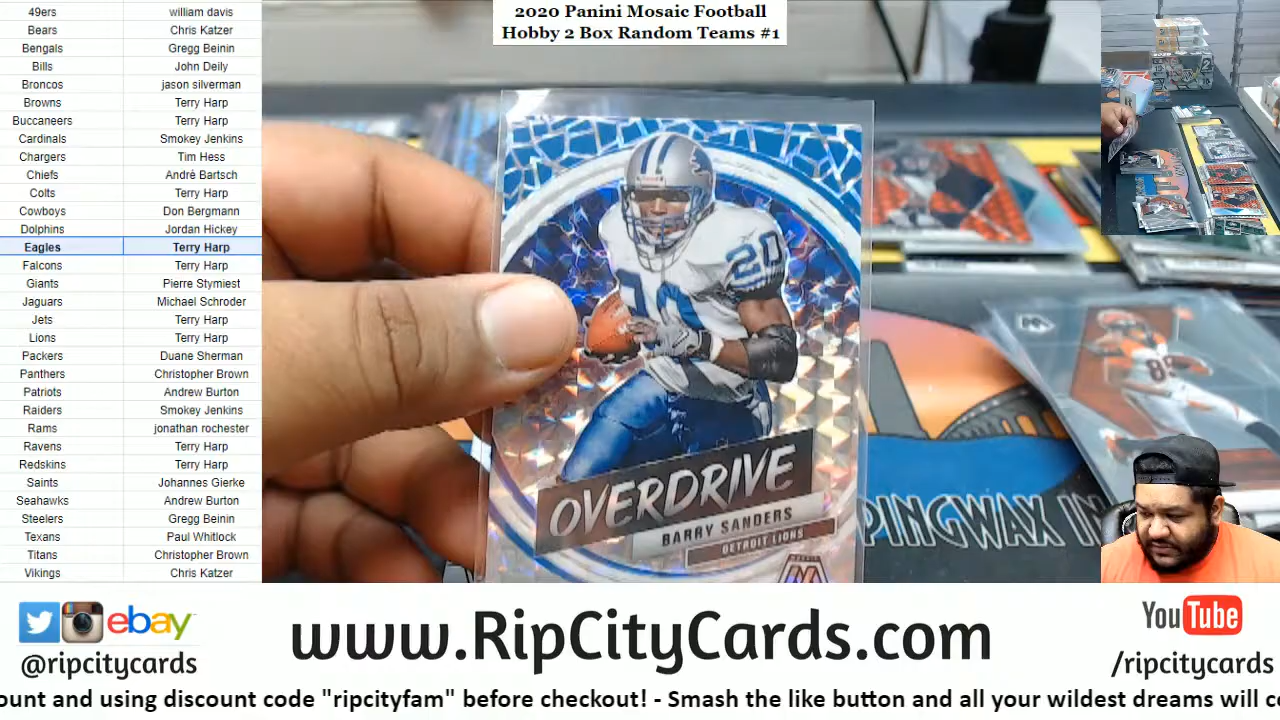 2020 Panini Mosaic Football
Hobby 2 Box Random Teams #1
49ers william davis
Bears Chris Katzer
Bengals Gregg Beinin
Bills John Deily
Broncos jason silverman
Browns Terry Harp
Buccaneers Terry Harp
Cardinals Smokey Jenkins
Chargers Tim Hess
Chiefs Andrè Bartsch
Colts Terry Harp
Cowboys Don Bergmann
Dolphins Jordan Hickey
Eagles Terry Harp
Falcons Terry Harp
Giants Pierre Stymiest
Jaguars Michael Schroder
Jets Terry Harp
Lions Terry Harp
Packers Duane Sherman
Panthers Christopher Brown
Patriots Andrew Burton
Raiders Smokey Jenkins
Rams jonathan rochester
Ravens Terry Harp
Redskins Terry Harp
Saints Johannes Gierke
Seahawks Andrew Burton
Steelers Gregg Beinin
Texans Paul Whitlock
Titans Christopher Brown
Vikings Chris Katzer
20
20
OVERDRIVE
BARRY SANDERS
DETROIT LIONS
PINGWAX IN
ebay
@ripcitycards
www.RipCityCards.com
YouTube
/ripcitycards
ount and using discount code "ripcityfam" before checkout! - Smash the like button and all your wildest dreams will co